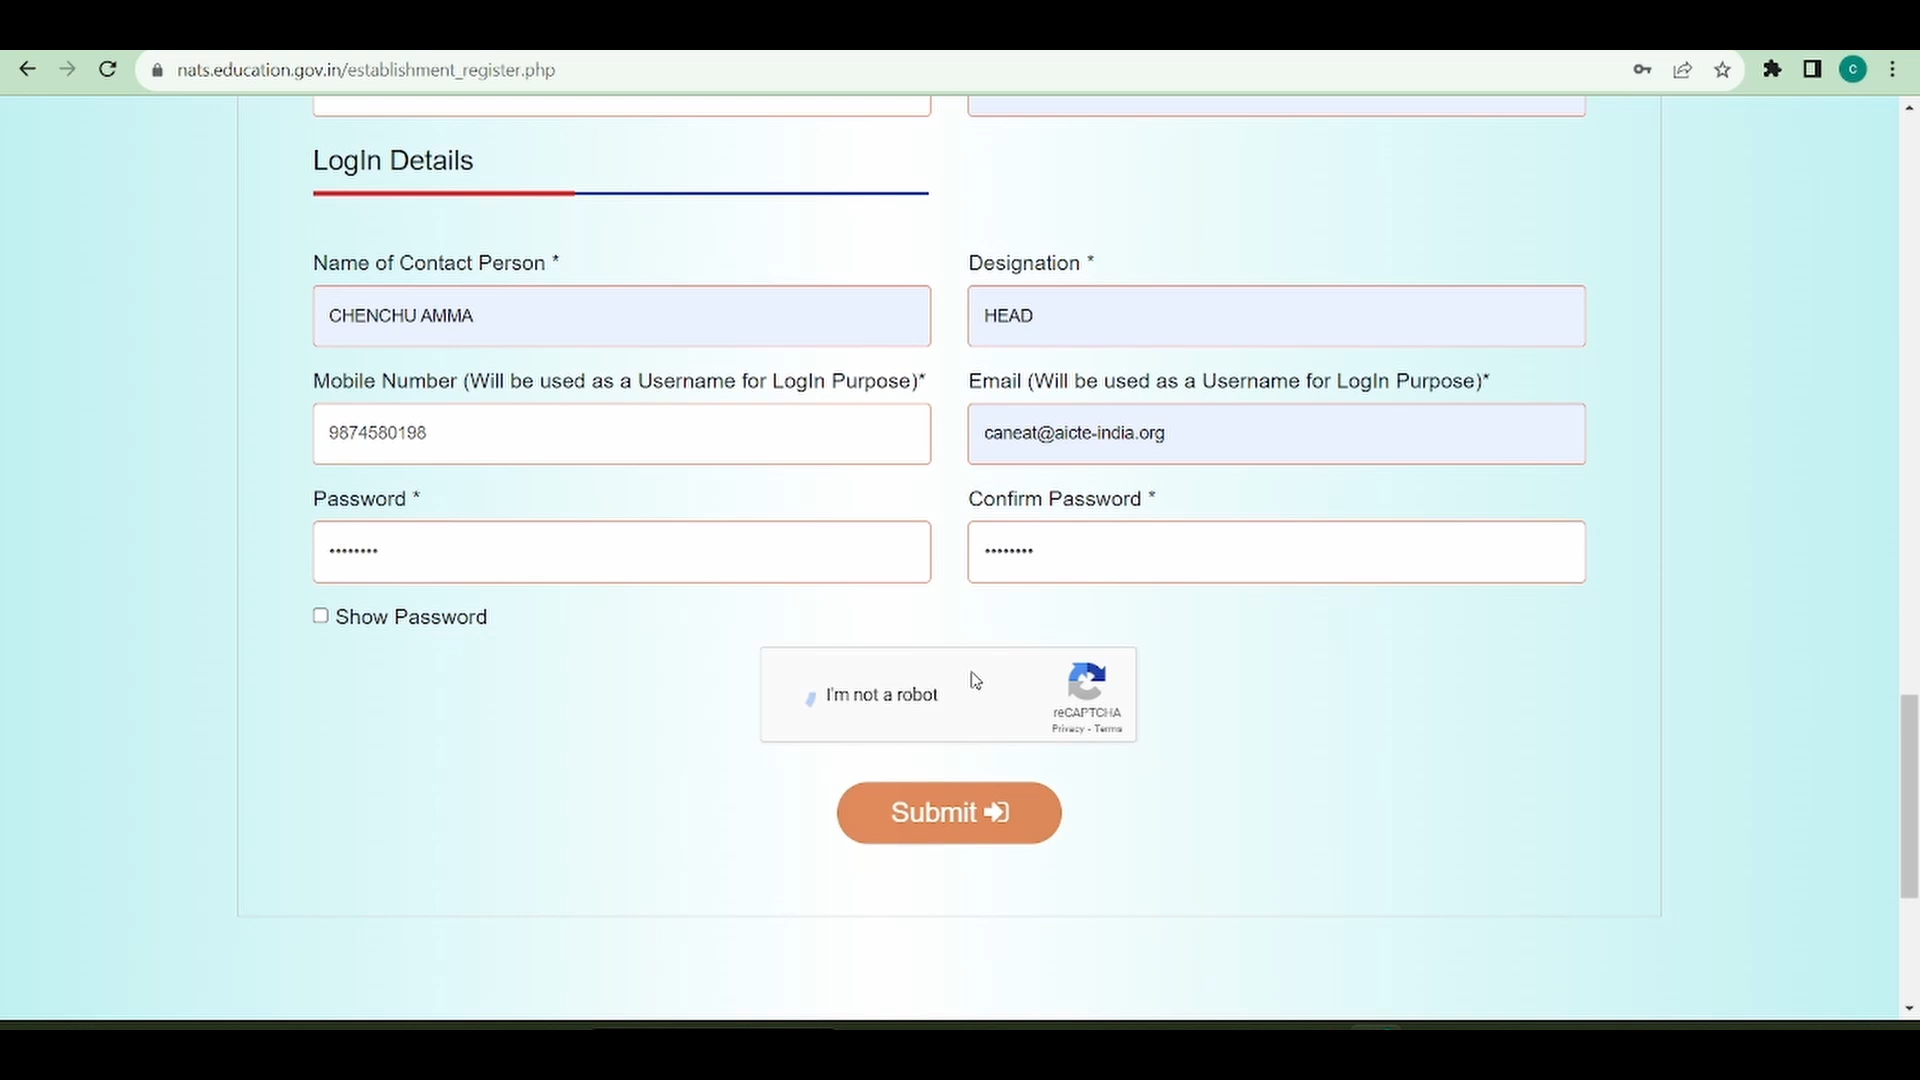 nats.education.gov.in/establishment_register.php
C
LogIn Details
Name of Contact Person *
Designation *
CHENCHU AMMA
HEAD
Mobile Number (Will be used as a Username for LogIn Purpose)*
Email (Will be used as a Username for LogIn Purpose)*
9874580198
caneat@aicte-india.org
Password *
Confirm Password *
••••••••
••••••••
Show Password
I'm not a robot
reCAPTCHA
Privacy - Terms
Submit